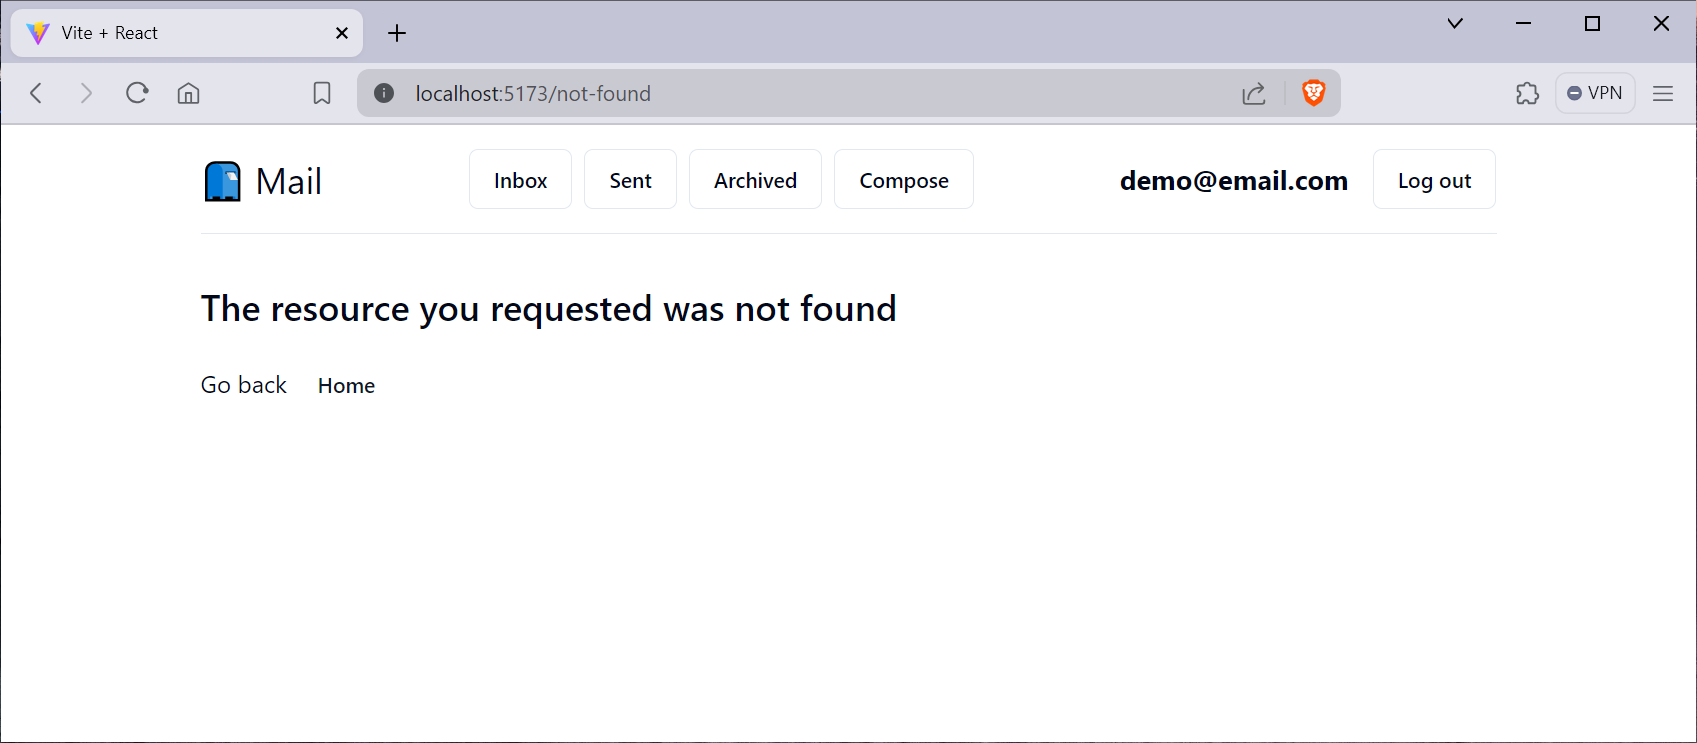 Vite + React
localhost:5173/not-found
VPN
Mail
Inbox
Sent
Archived
Compose
demo@email.com
Log out
The resource you requested was not found
Go back
Home